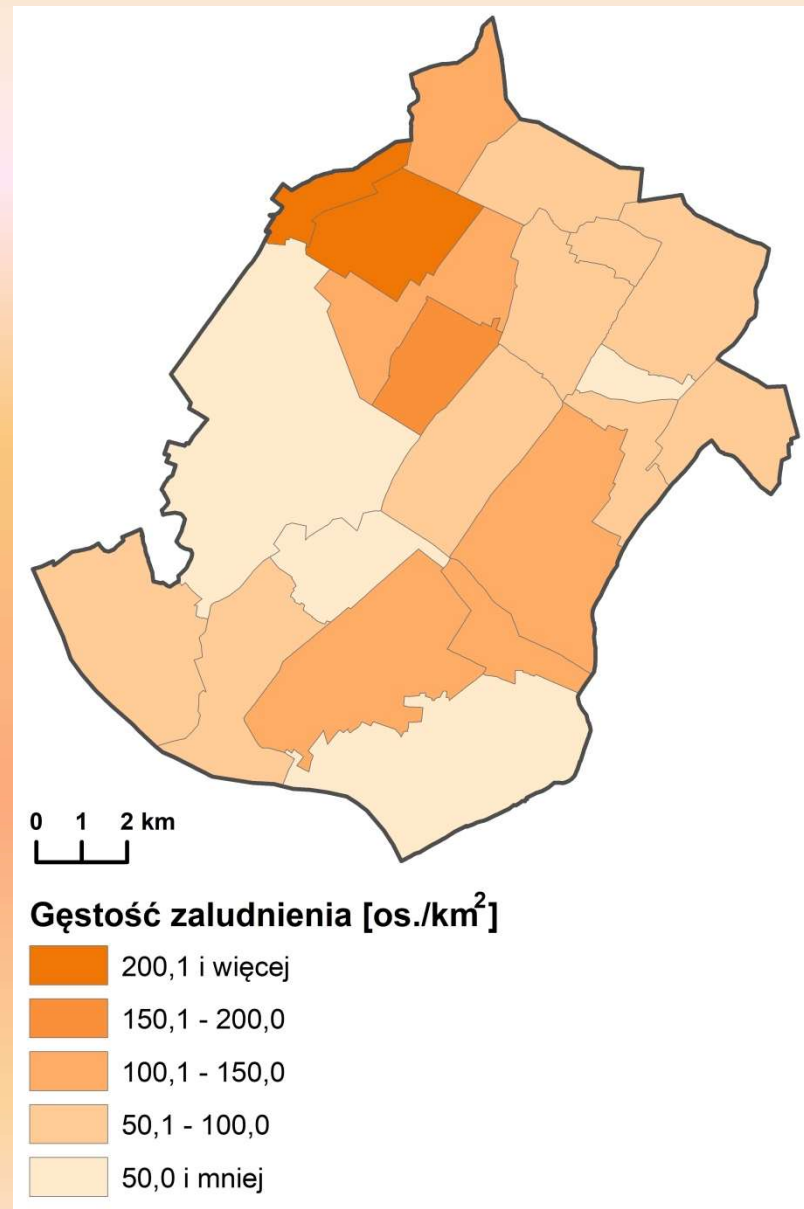 0 1 2 km
Gęstość zaludnienia [os./km²]
200,1 i więcej
150,1 - 200,0
100,1 - 150,0
50,1 - 100,0
50,0 i mniej